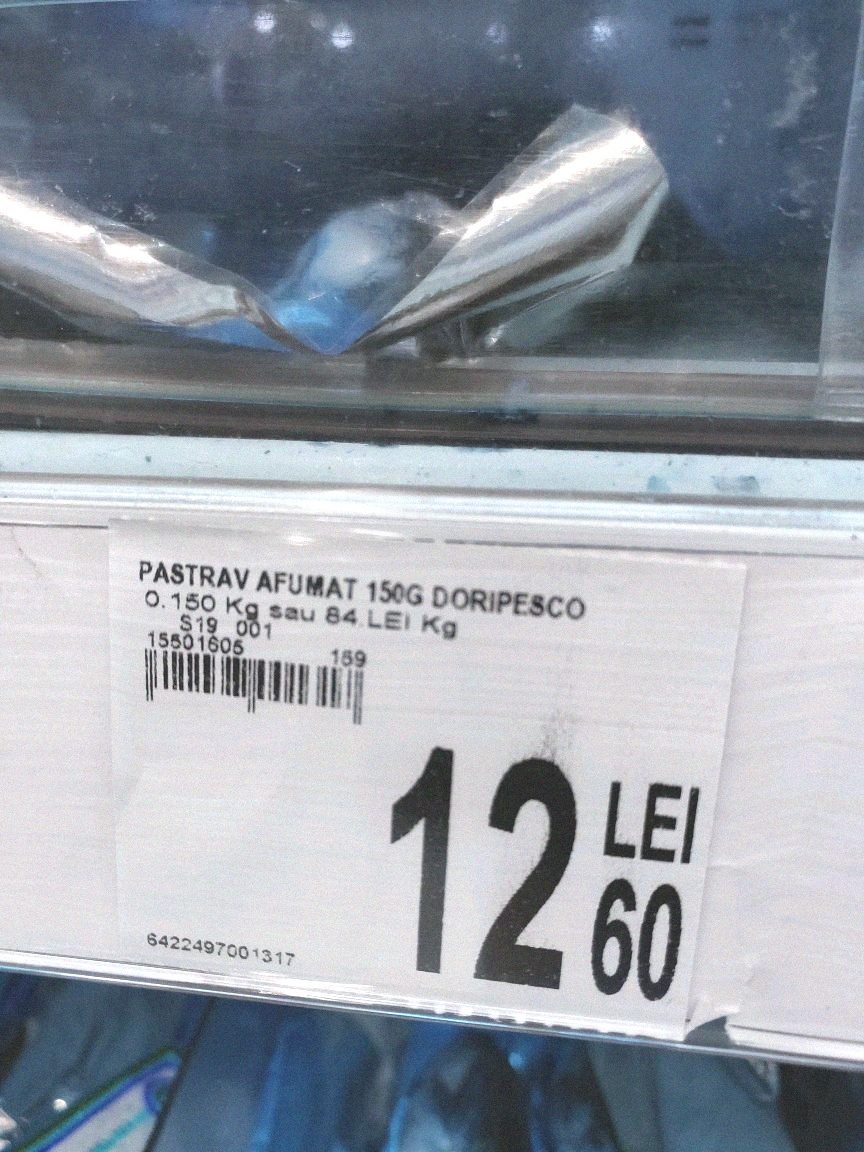 PASTRAV AFUMAT 150G DORIPESCO
0.150 Kg sau 84.LEI Kg
S19 001
15501605 159
12 LEI 60
6422497001317